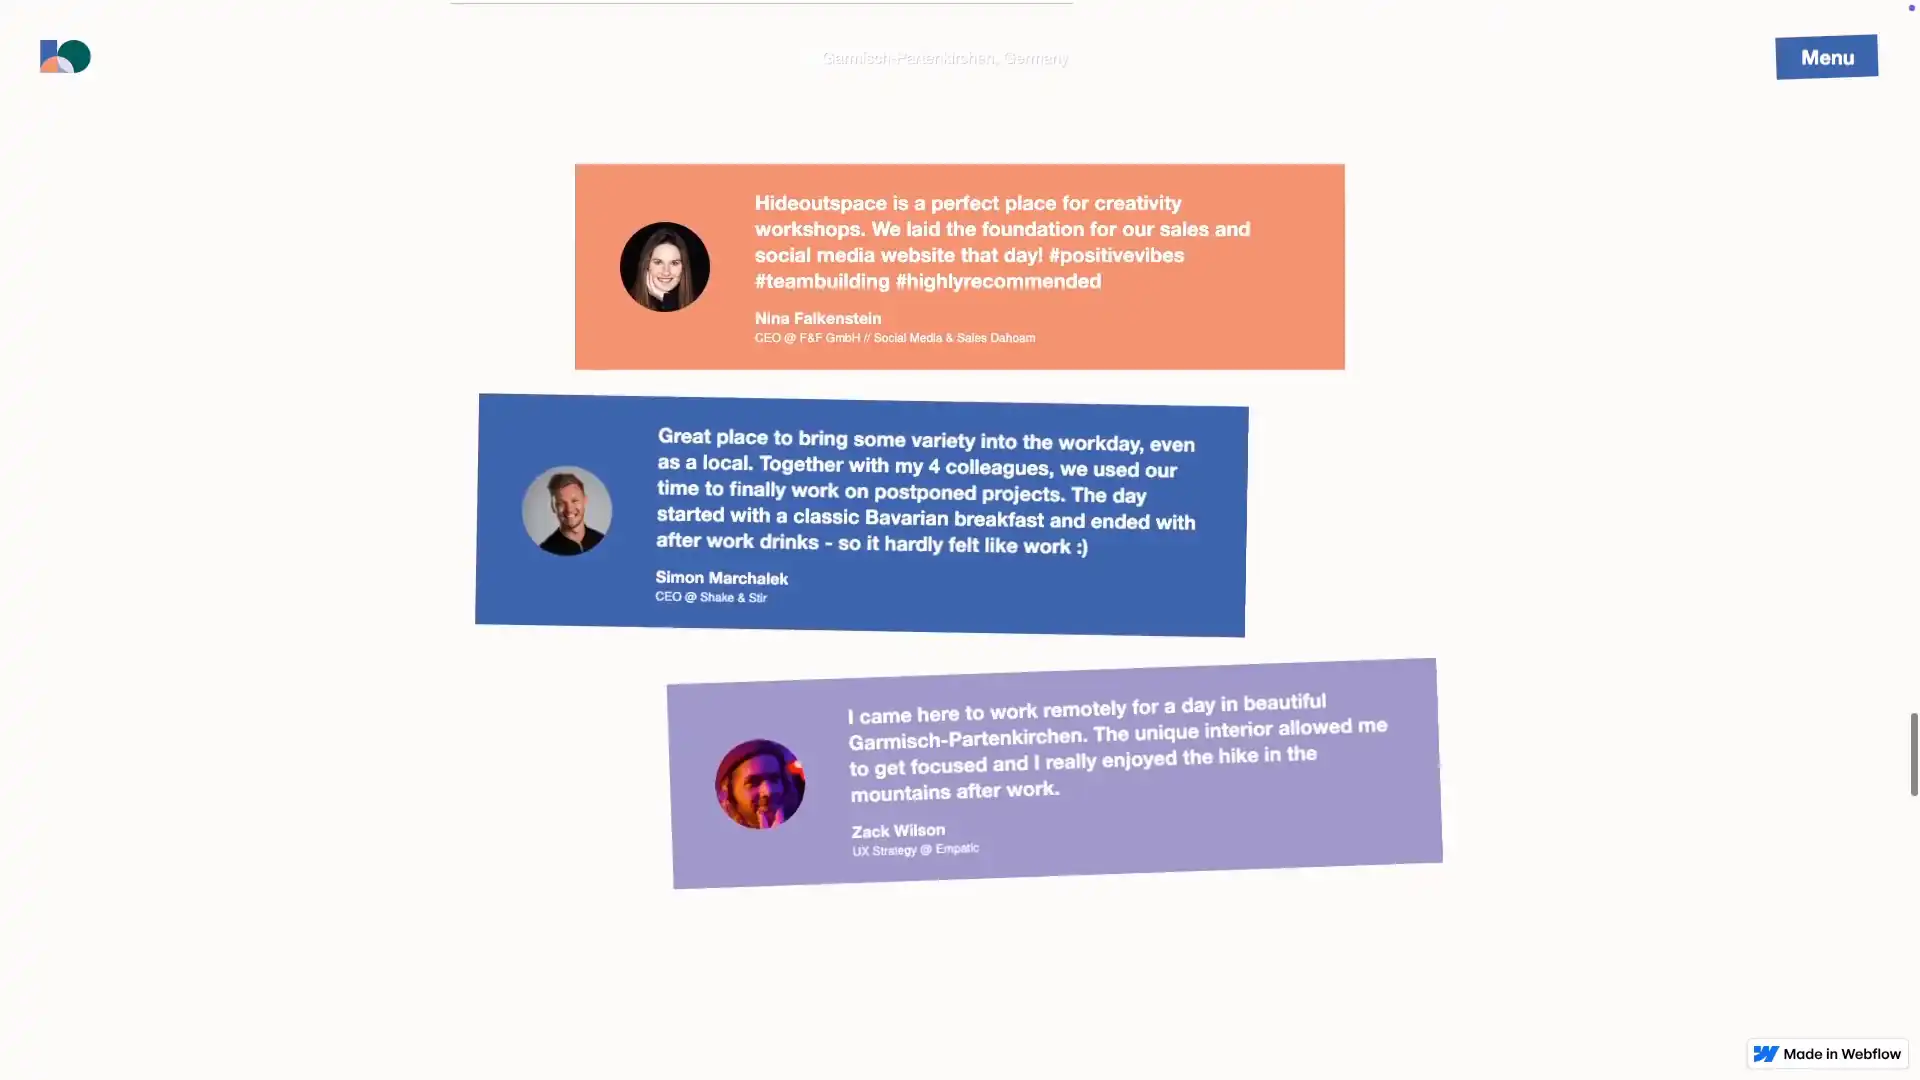 Garmisch-Partenkirchen, Germany
Menu
Hideoutspace is a perfect place for creativity
workshops. We laid the foundation for our sales and
social media website that day! #positivevibes
#teambuilding #highlyrecommended
Nina Falkenstein
CEO @ F&F GmbH // Social Media & Sales Dahoam
Great place to bring some variety into the workday, even
as a local. Together with my 4 colleagues, we used our
time to finally work on postponed projects. The day
started with a classic Bavarian breakfast and ended with
after work drinks - so it hardly felt like work :)
Simon Marchalek
CEO @ Shake & Stir
I came here to work remotely for a day in beautiful
Garmisch-Partenkirchen. The unique interior allowed me
to get focused and I really enjoyed the hike in the
mountains after work.
Zack Wilson
UX Strategy @ Empatic
Made in Webflow